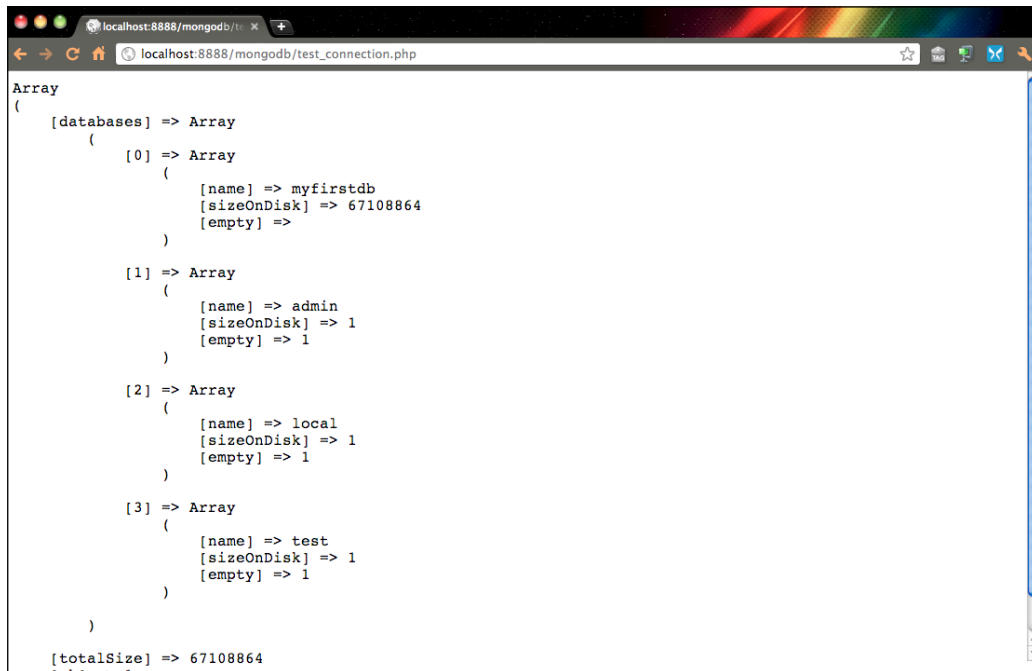 localhost:8888/mongodb/te
localhost:8888/mongodb/test_connection.php
TAG
Array
(
[databases] => Array
(
[0] => Array
(
[name] => myfirstdb
[sizeOnDisk] => 67108864
[empty] =>
)
[1] => Array
(
[name] => admin
[sizeOnDisk] => 1
[empty] => 1
)
[2] => Array
(
[name] => local
[sizeOnDisk] => 1
[empty] => 1
)
[3] => Array
(
[name] => test
[sizeOnDisk] => 1
[empty] => 1
)
)
[totalSize] => 67108864